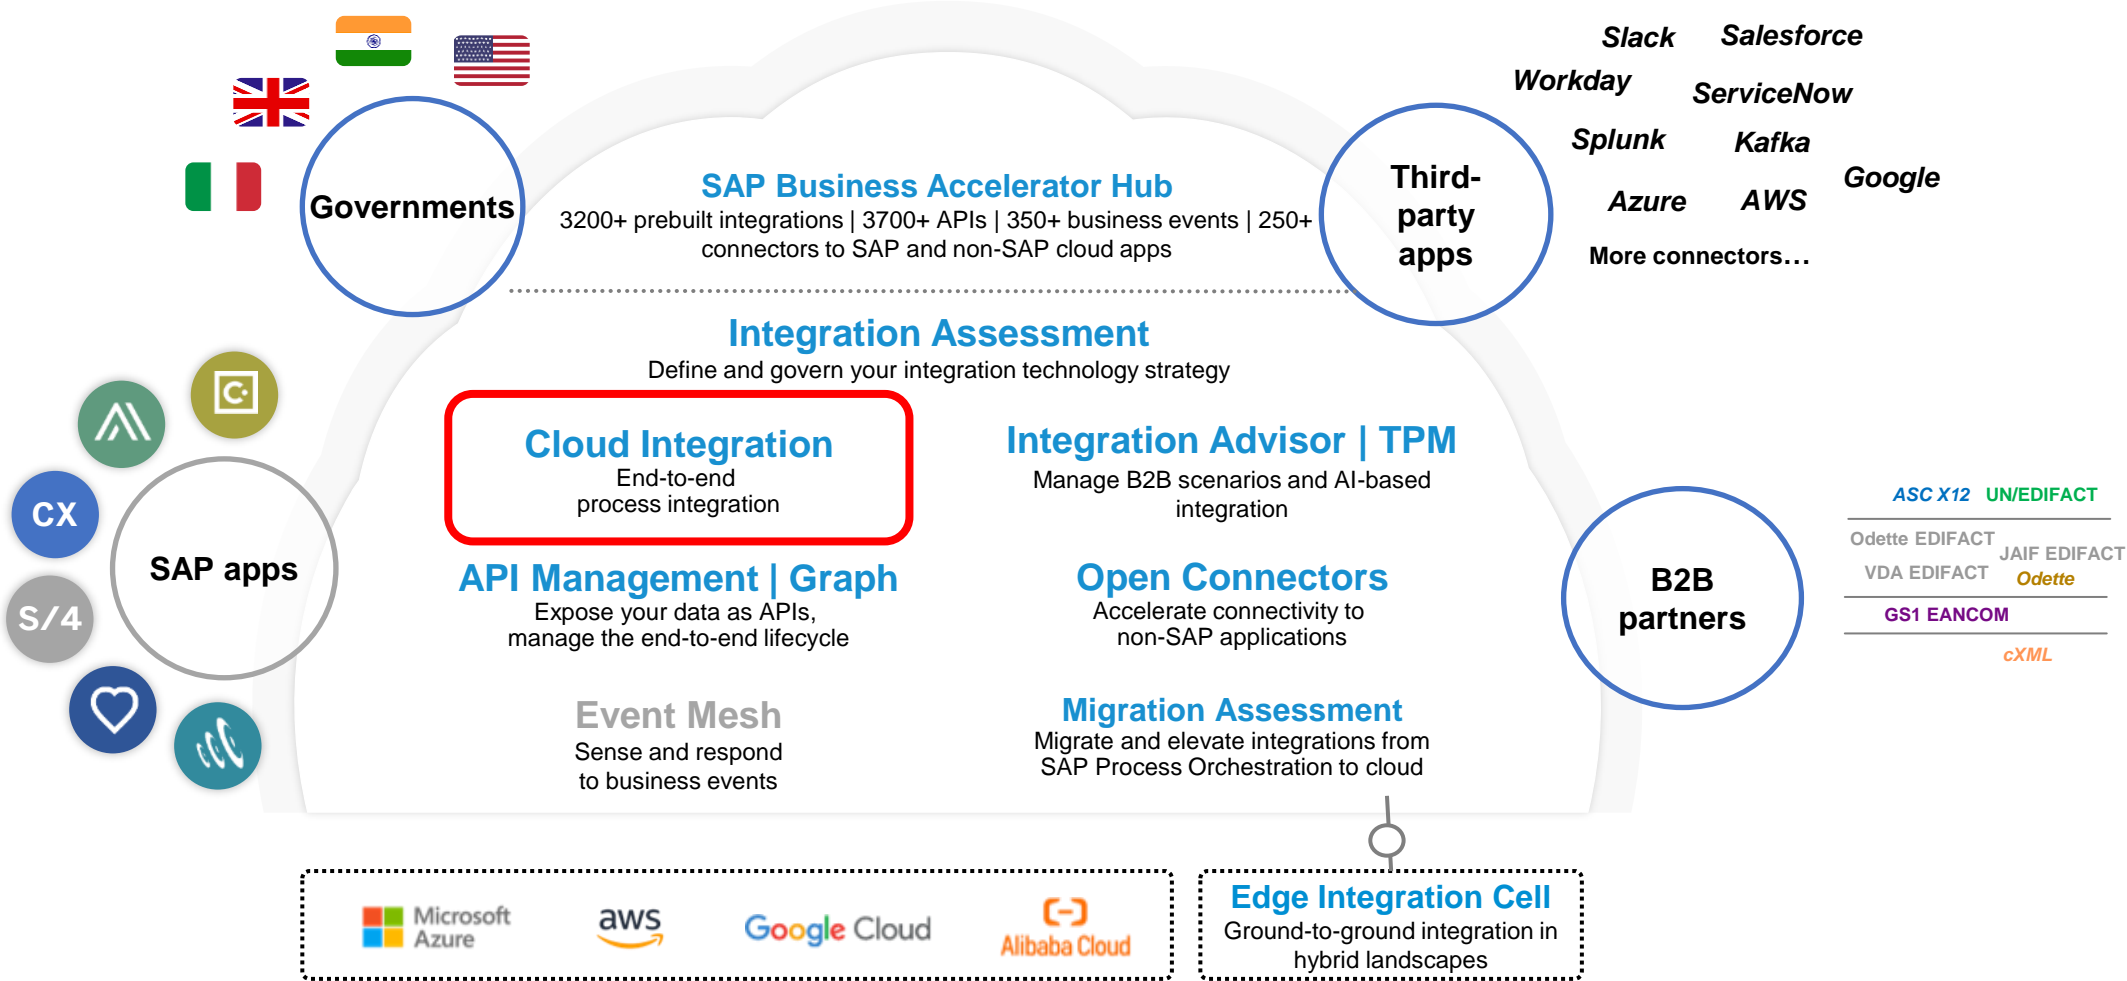 Slack
Salesforce
Workday
ServiceNow
Splunk
Kafka
Google
Azure
AWS
More connectors…
Governments
Third-
party
apps
SAP Business Accelerator Hub
3200+ prebuilt integrations | 3700+ APIs | 350+ business events | 250+
connectors to SAP and non-SAP cloud apps
Integration Assessment
Define and govern your integration technology strategy
Cloud Integration
End-to-end
process integration
Integration Advisor | TPM
Manage B2B scenarios and AI-based
integration
API Management | Graph
Expose your data as APIs,
manage the end-to-end lifecycle
Open Connectors
Accelerate connectivity to
non-SAP applications
Event Mesh
Sense and respond
to business events
Migration Assessment
Migrate and elevate integrations from
SAP Process Orchestration to cloud
C
CX
S/4
SAP apps
B2B
partners
ASC X12 UN/EDIFACT
Odette EDIFACT
JAIF EDIFACT
VDA EDIFACT
Odette
GS1 EANCOM
cXML
Microsoft
Azure
aws
Google Cloud
Alibaba Cloud
Edge Integration Cell
Ground-to-ground integration in
hybrid landscapes